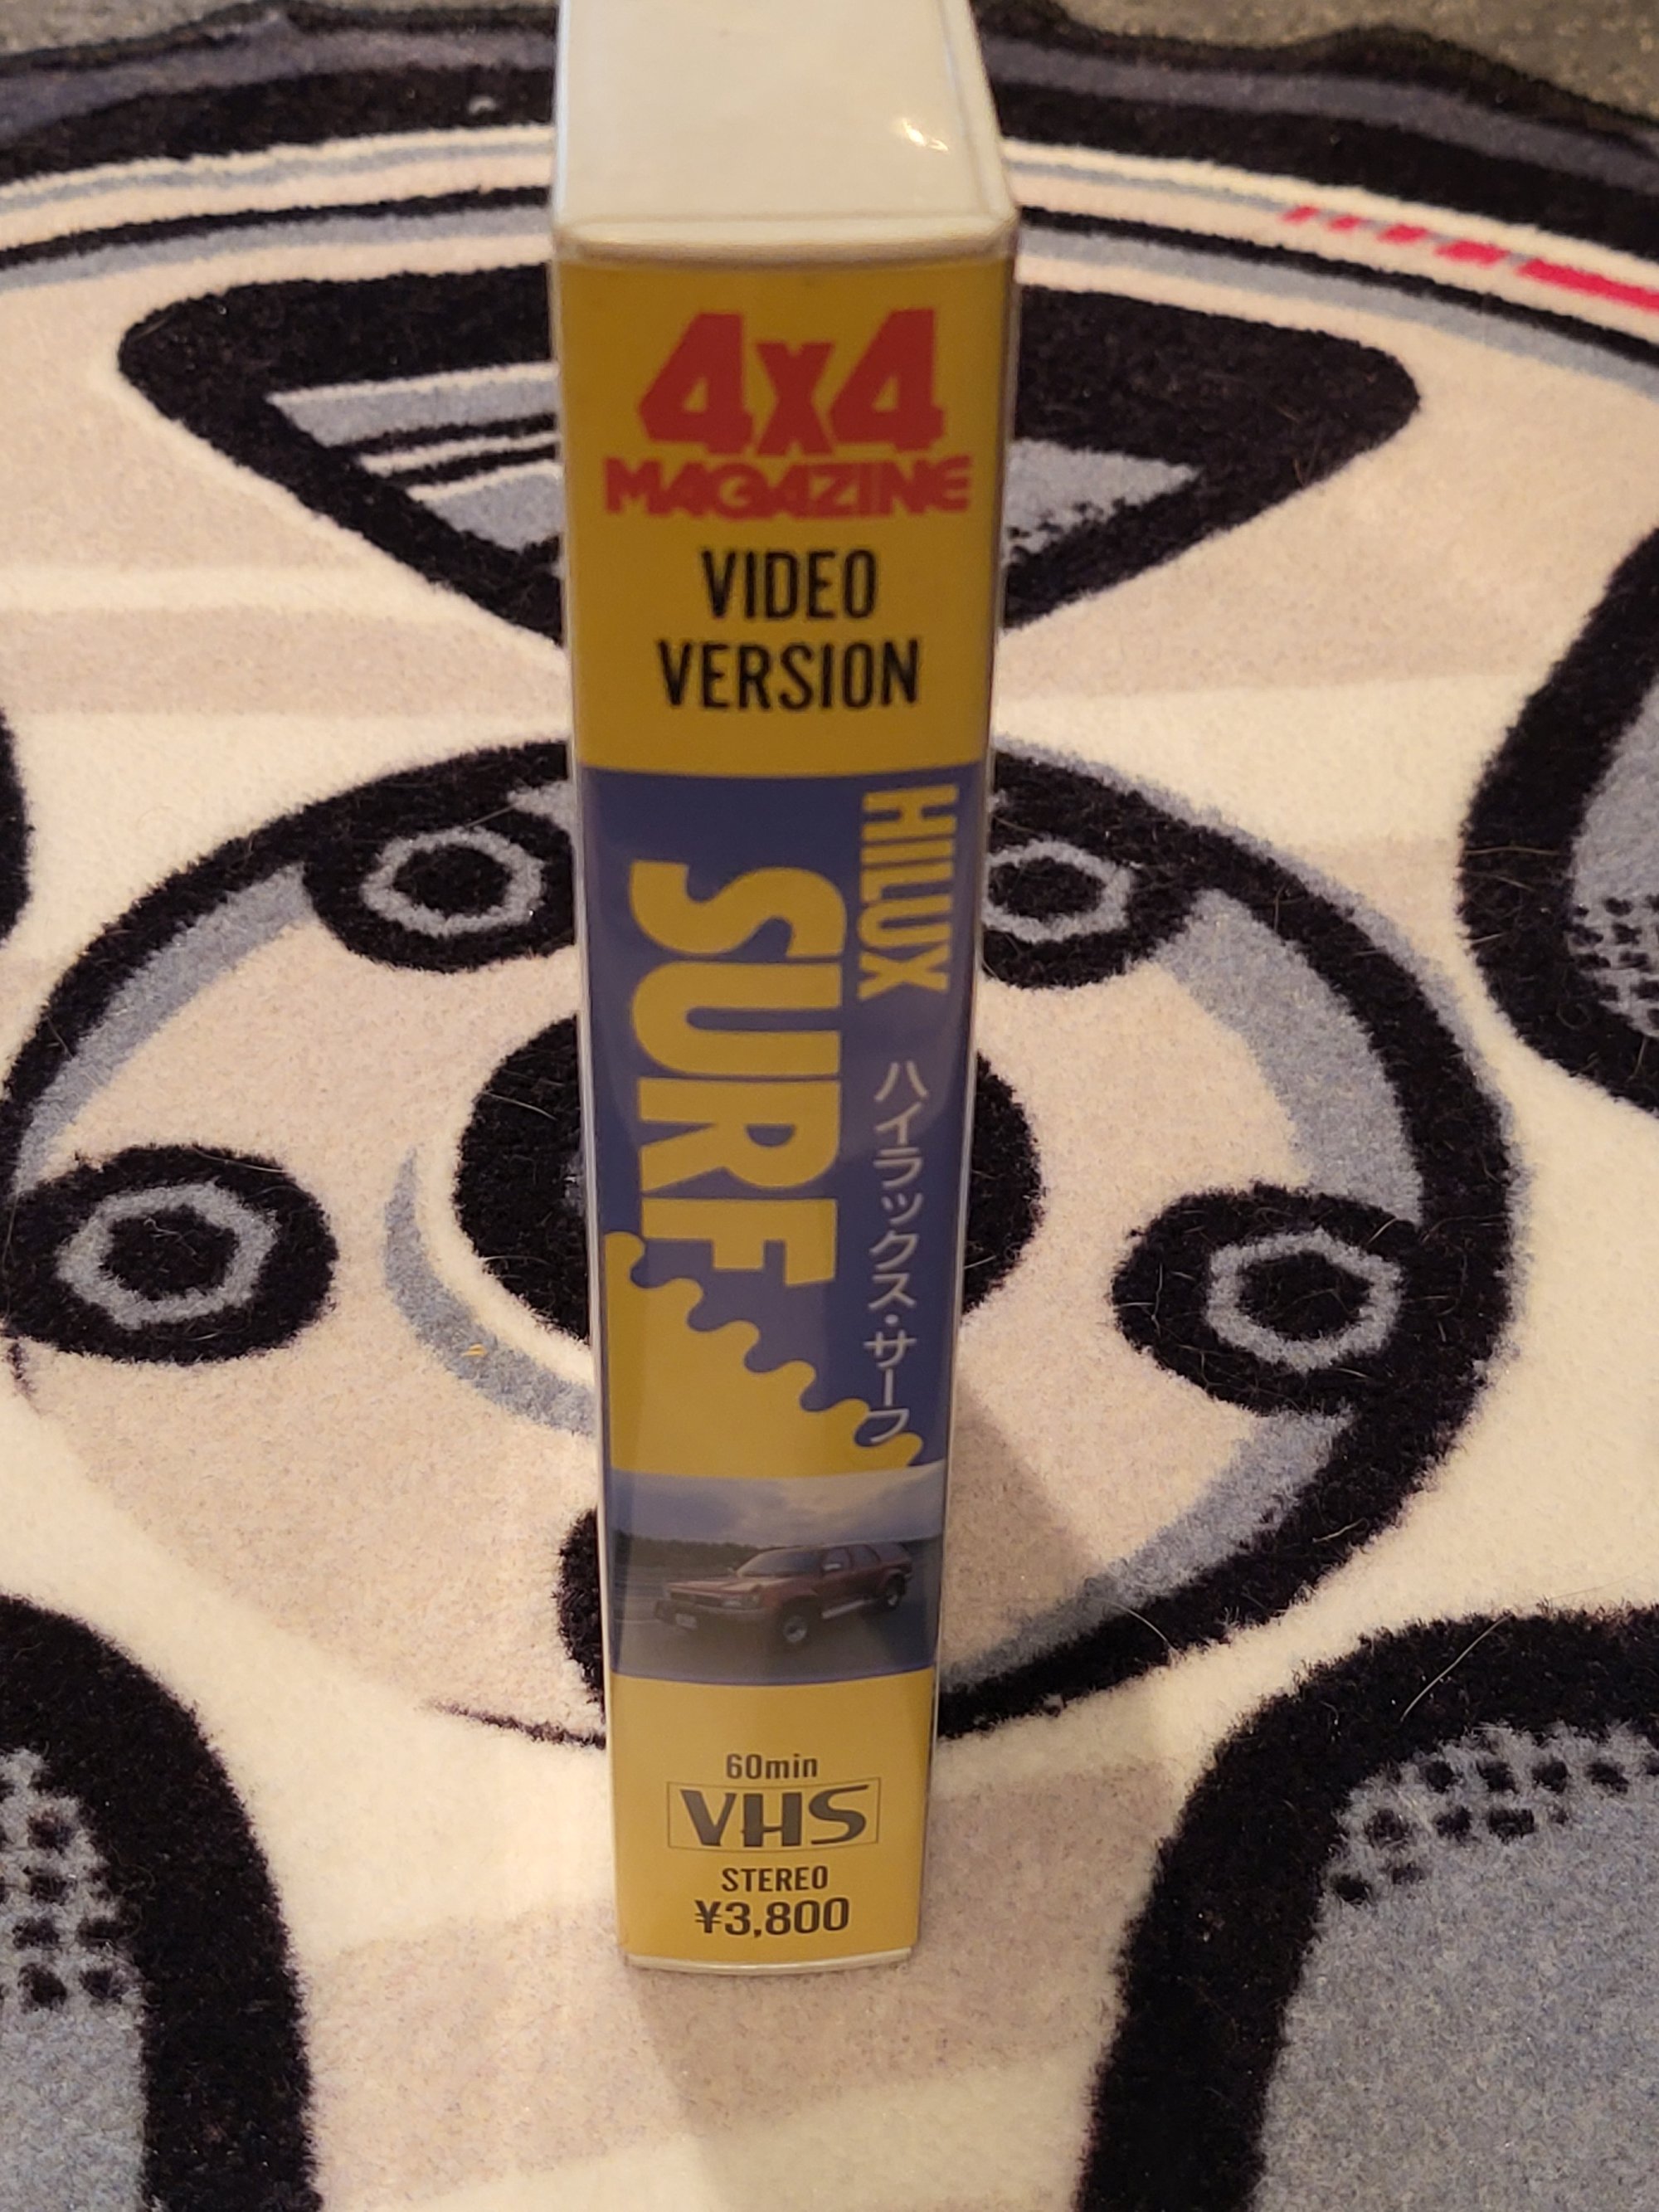 4x4
MAGAZINE
VIDEO
VERSION
HILUX
SURF
ハイラックス・サーフ
60min
VHS
STEREO
¥3,800